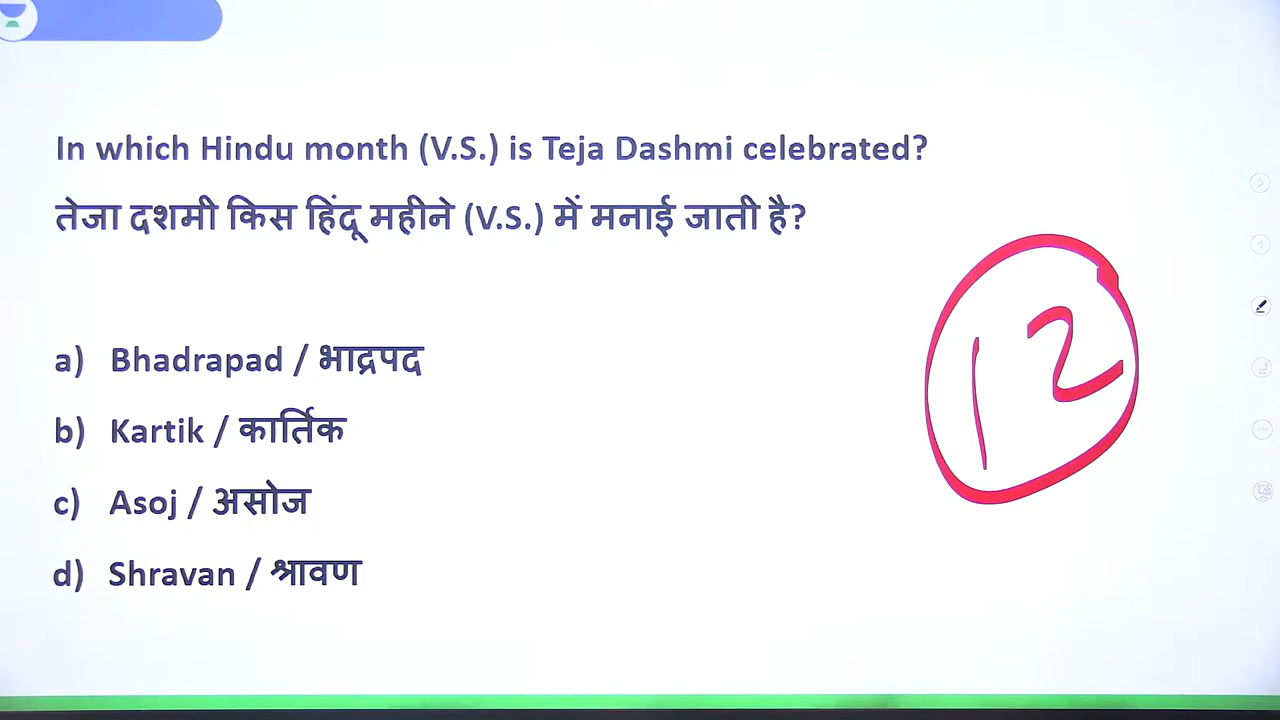 In which Hindu month (V.S.) is Teja Dashmi celebrated?
तेजा दशमी किस हिंदू महीने (V.S.) में मनाई जाती है?
a) Bhadrapad / भाद्रपद
b) Kartik / कार्तिक
c) Asoj / असोज
d) Shravan / श्रावण
12